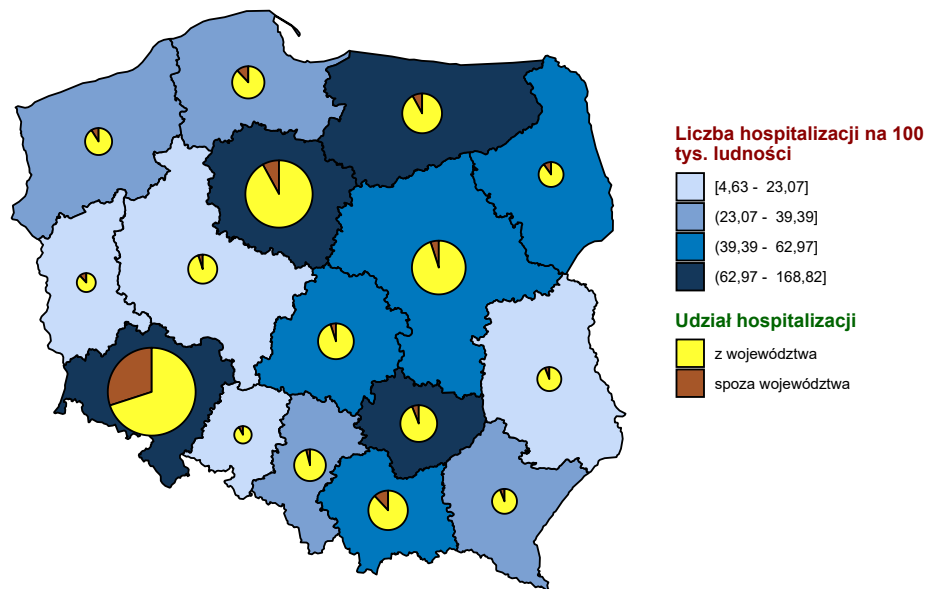 Liczba hospitalizacji na 100
tys. ludności
[4,63 - 23,07]
(23,07 - 39,39]
(39,39 - 62,97]
(62,97 - 168,82]
Udział hospitalizacji
z województwa
spoza województwa